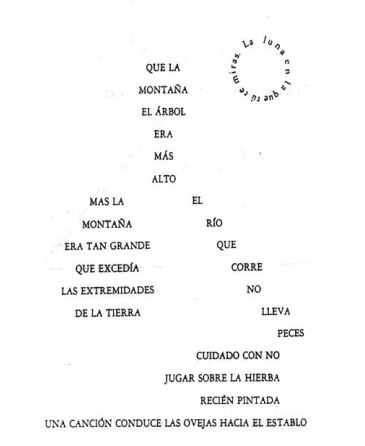 La luna en la que tú te miras.
QUE LA
MONTAÑA
EL ÁRBOL
ERA
MÁS
ALTO
MAS LA
MONTAÑA
ERA TAN GRANDE
QUE EXCEDÍA
LAS EXTREMIDADES
DE LA TIERRA
EL
RÍO
QUE
CORRE
NO
LLEVA
PECES
CUIDADO CON NO
JUGAR SOBRE LA HIERBA
RECIÉN PINTADA
UNA CANCIÓN CONDUCE LAS OVEJAS HACIA EL ESTABLO